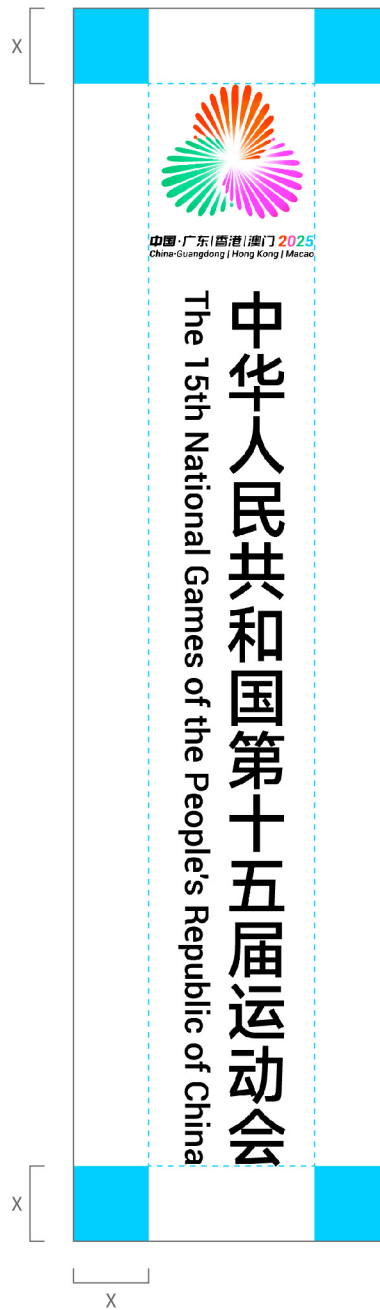 X
中国·广东|香港|澳门 2025
China·Guangdong | Hong Kong | Macao
中华人民共和国第十五届运动会
The 15th National Games of the People's Republic of China
X
X